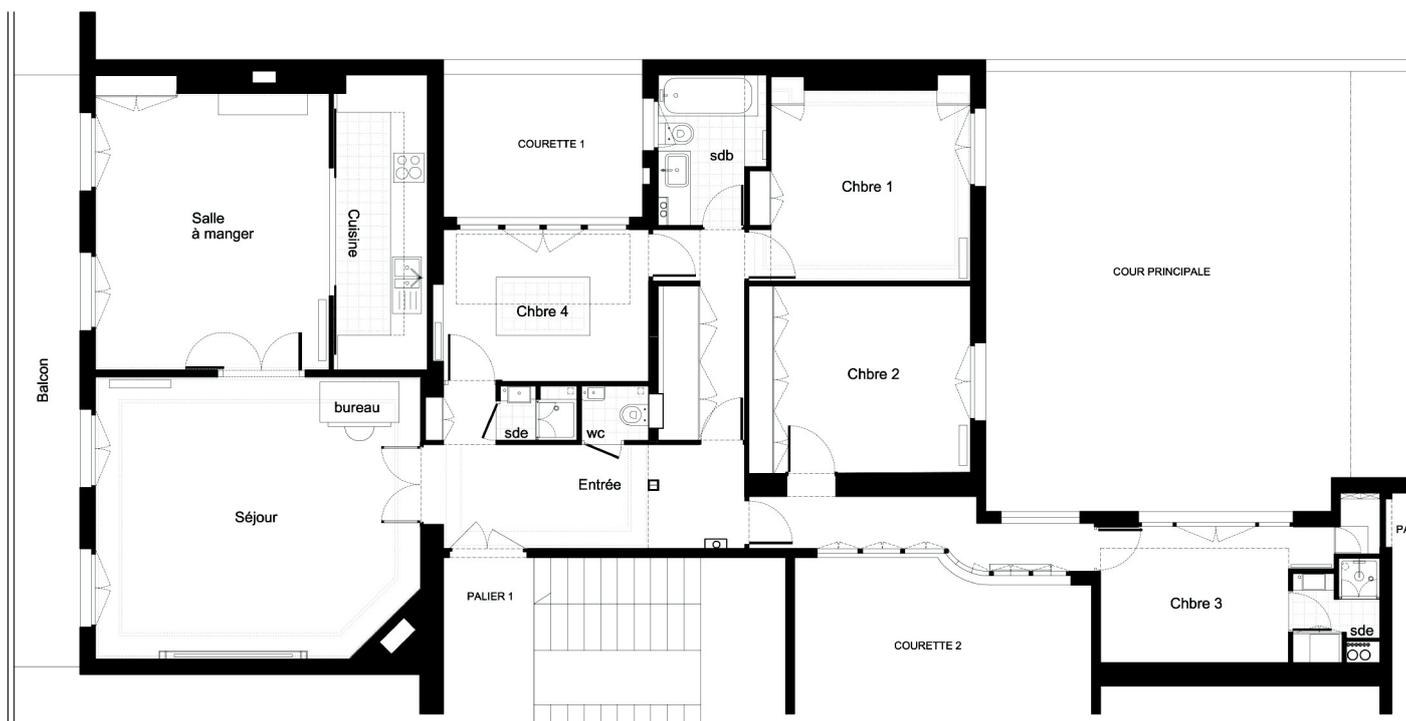 COURETTE 1
sdb
Chbre 1
Salle
à manger
Cuisine
COUR PRINCIPALE
Chbre 4
Balcon
Chbre 2
bureau
sde
wc
Entrée
Séjour
PA
PALIER 1
Chbre 3
sde
COURETTE 2